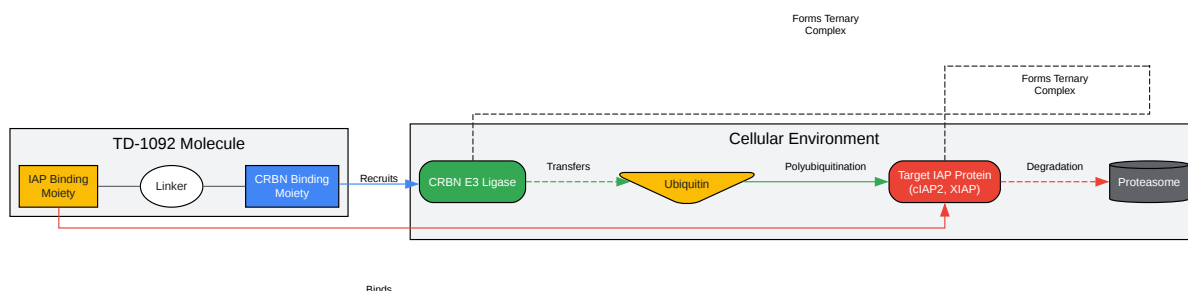 Forms Ternary
Complex
Forms Ternary
Complex
TD-1092 Molecule
Cellular Environment
IAP Binding
Moiety
Linker
CRBN Binding
Moiety
Recruits
CRBN E3 Ligase
Transfers
Ubiquitin
Polyubiquitination
Target IAP Protein
(cIAP2, XIAP)
Degradation
Proteasome
Binds